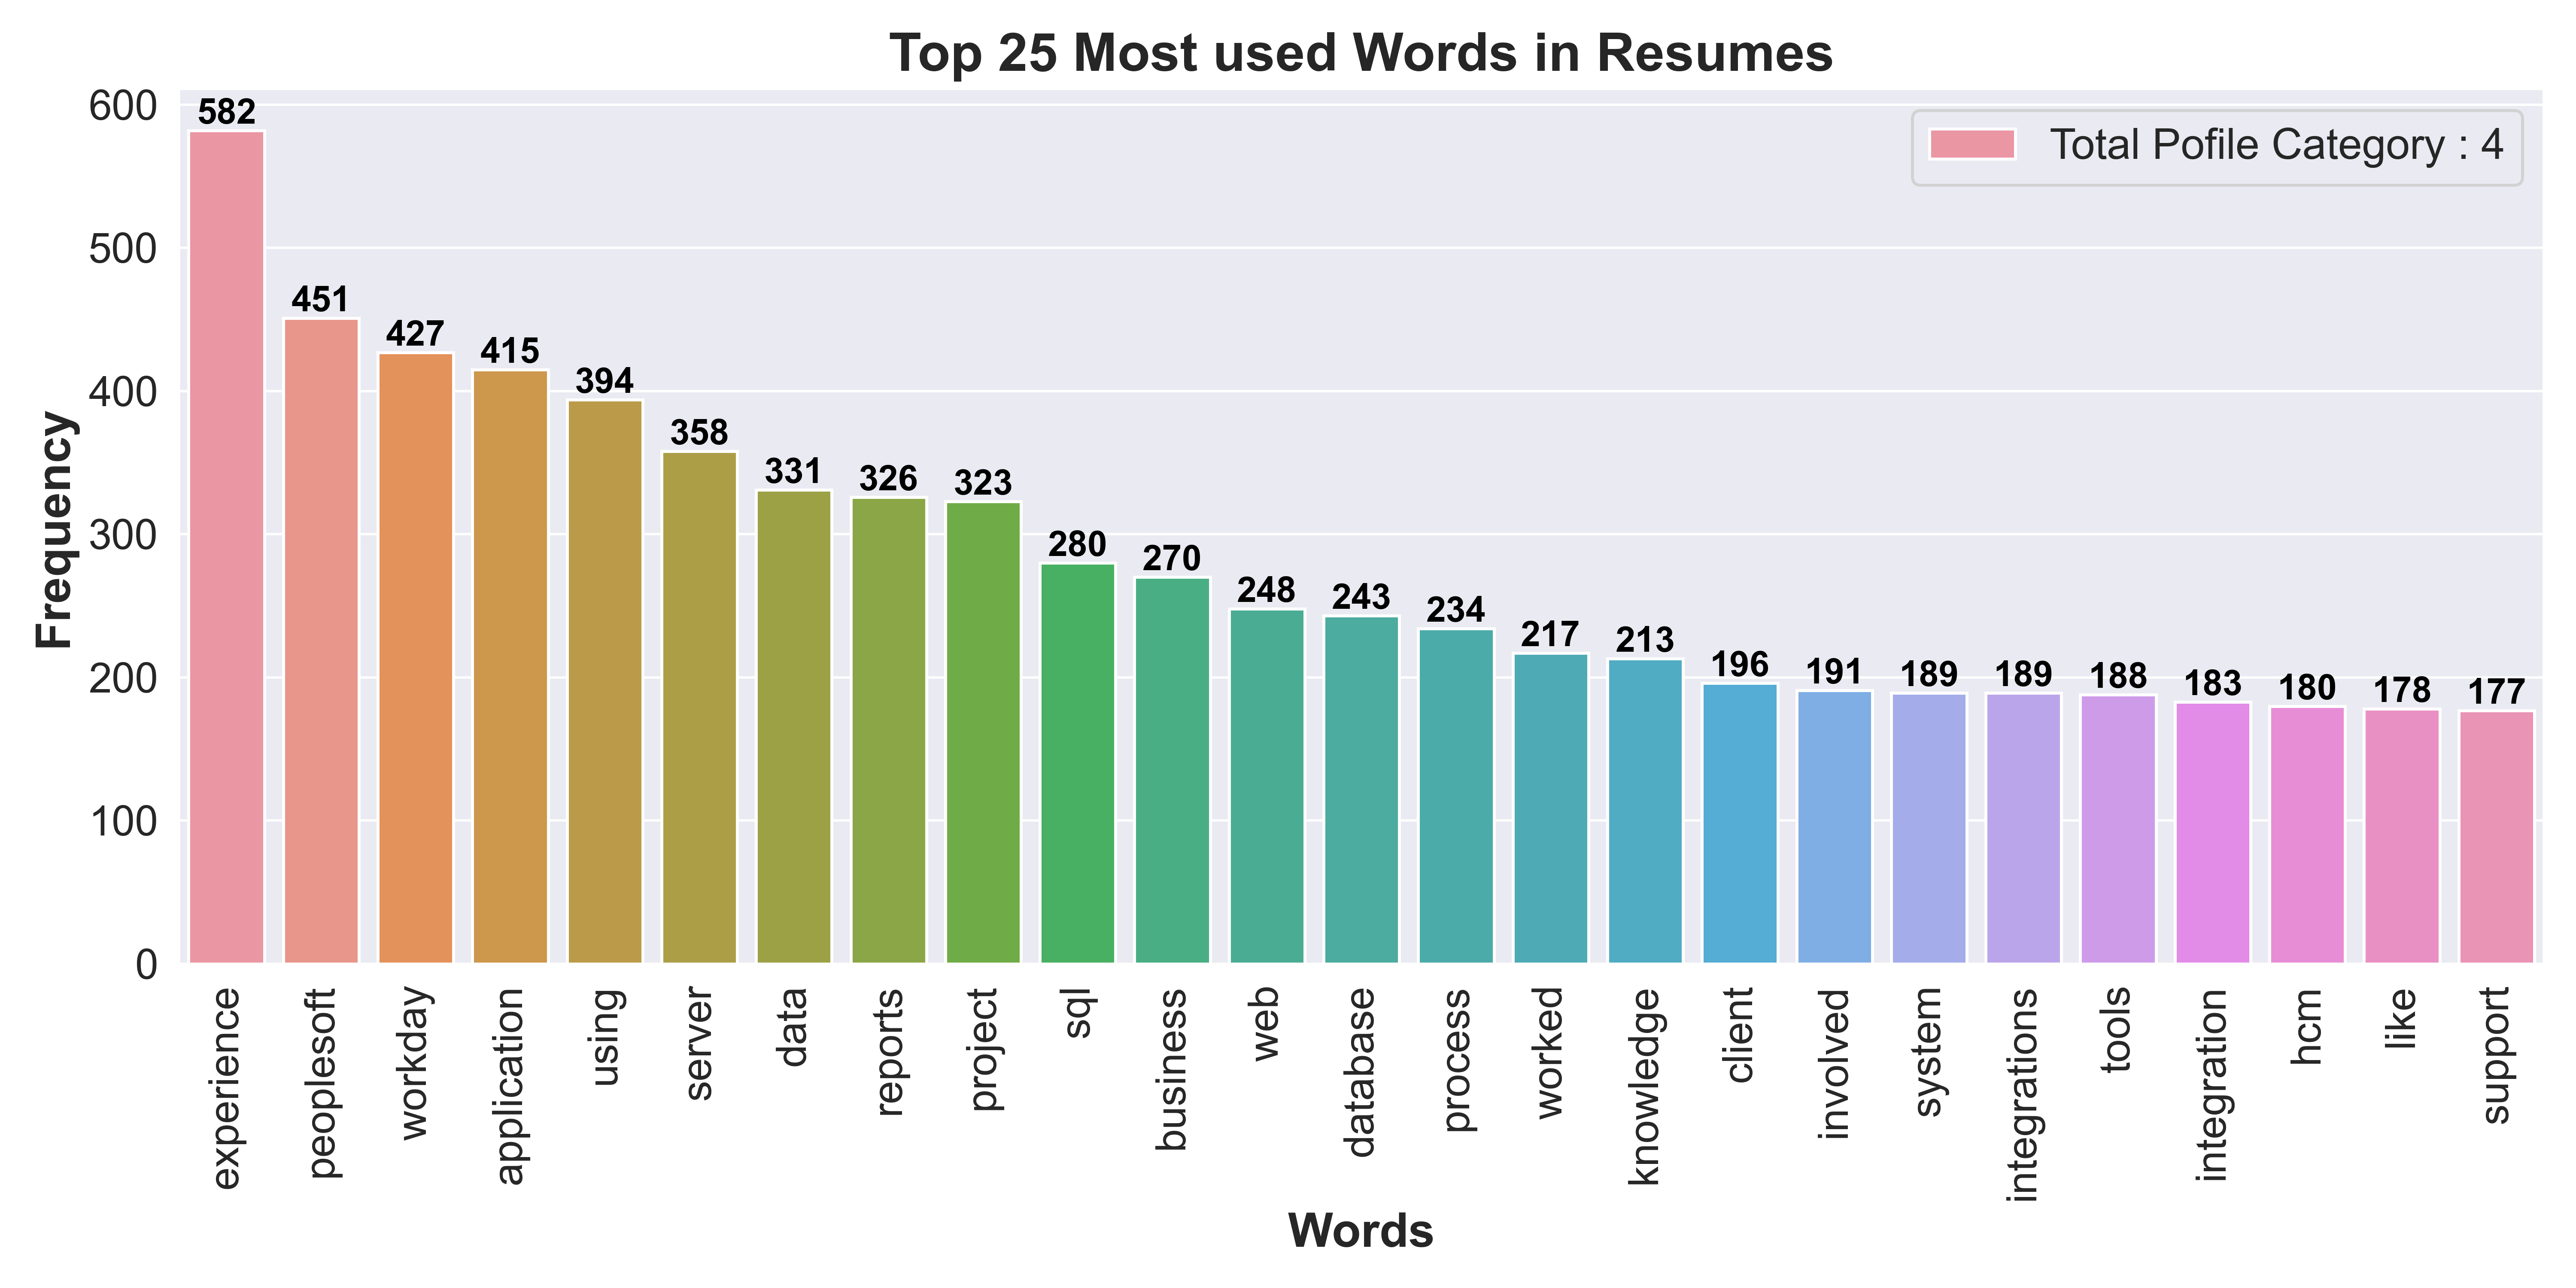 Top 25 Most used Words in Resumes
Total Pofile Category : 4
Frequency
600
500
400
300
200
100
0
582
451
427
415
394
358
331
326
323
280
270
248
243
234
217
213
196
191
189
189
188
183
180
178
177
experience
peoplesoft
workday
application
using
server
data
reports
project
sql
business
web
database
process
worked
knowledge
client
involved
system
integrations
tools
integration
hcm
like
support
Words